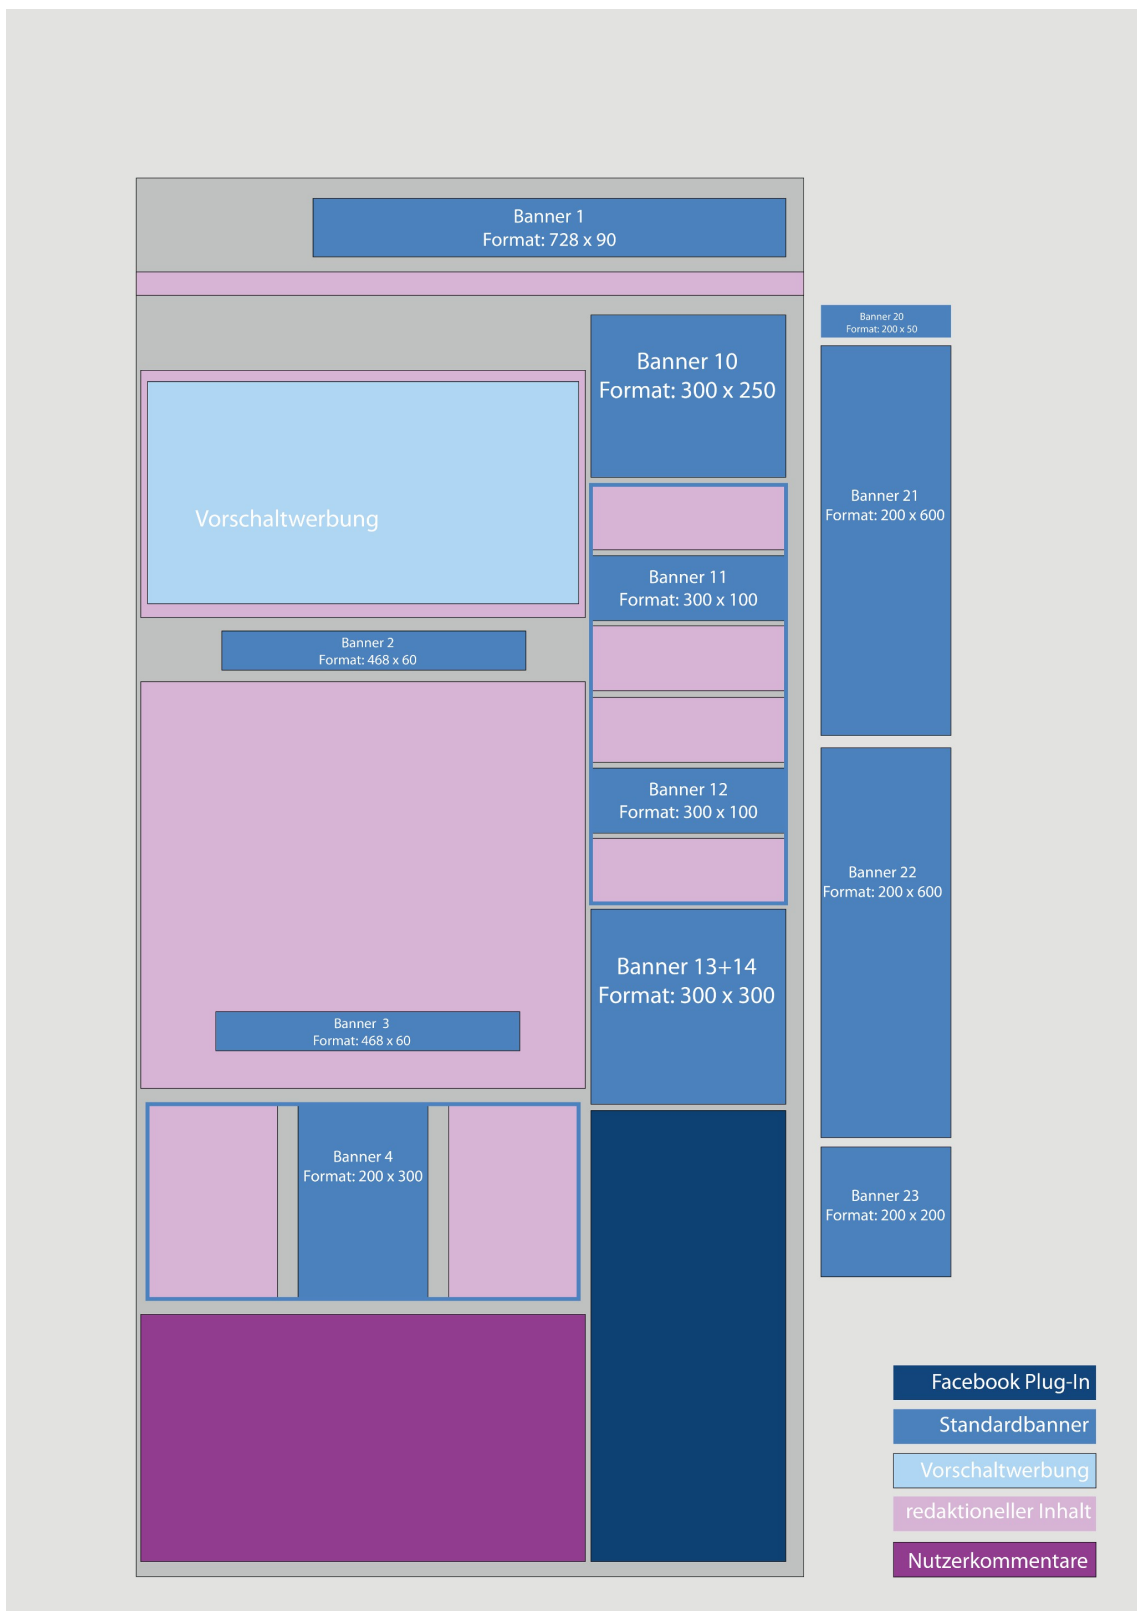 Banner 1
Format: 728 x 90
Banner 20
Format: 200 x 50
Banner 10
Format: 300 x 250
Banner 21
Format: 200 x 600
Vorschaltwerbung
Banner 11
Format: 300 x 100
Banner 2
Format: 468 x 60
Banner 12
Format: 300 x 100
Banner 22
Format: 200 x 600
Banner 13+14
Format: 300 x 300
Banner 3
Format: 468 x 60
Banner 4
Format: 200 x 300
Banner 23
Format: 200 x 200
Facebook Plug-In
Standardbanner
Vorschaltwerbung
redaktioneller Inhalt
Nutzerkommentare